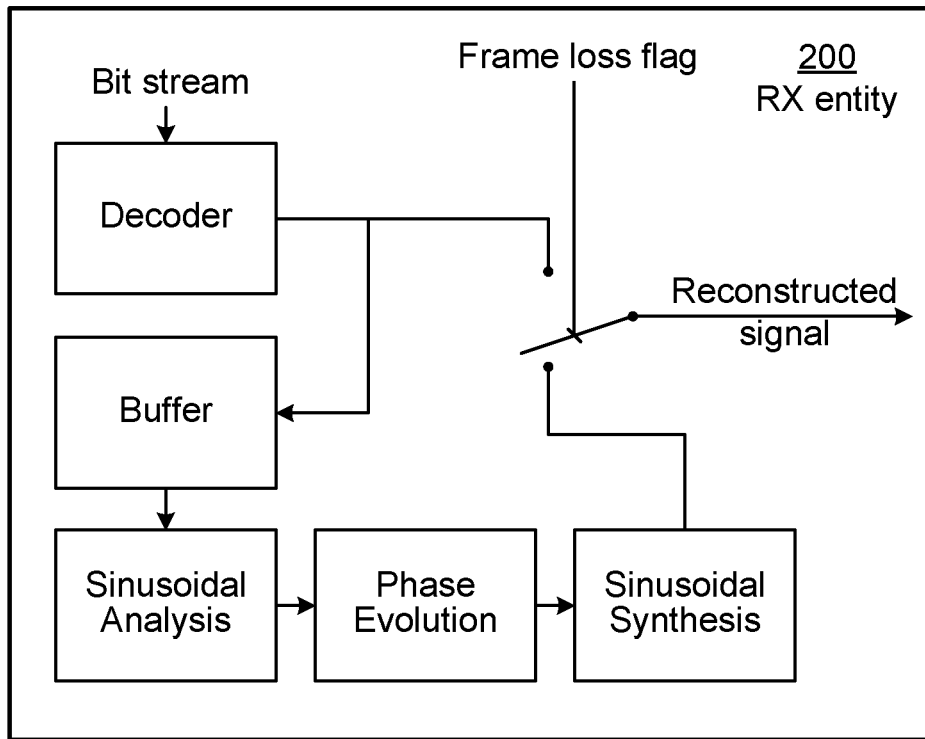 Frame loss flag
200
RX entity
Bit stream
Decoder
Reconstructed
signal
Buffer
Sinusoidal
Analysis
Phase
Evolution
Sinusoidal
Synthesis